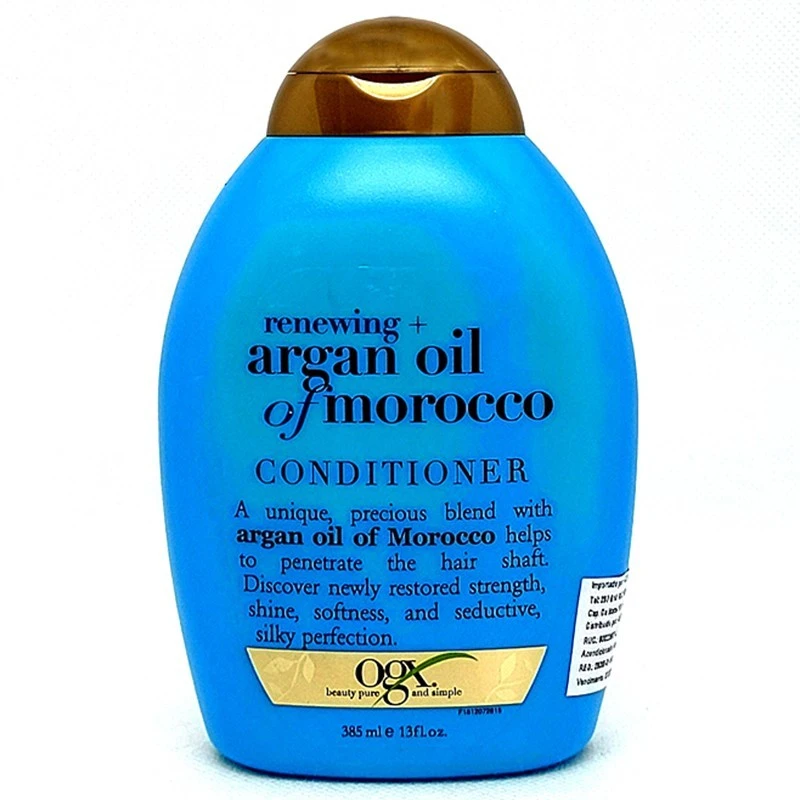 renewing +
argan oil
of morocco
CONDITIONER
A unique, precious blend with
argan oil of Morocco helps
to penetrate the hair shaft.
Discover newly restored strength,
shine, softness, and seductive,
silky perfection.
ogx.
beauty pure and simple
385 ml e 13fl.oz.